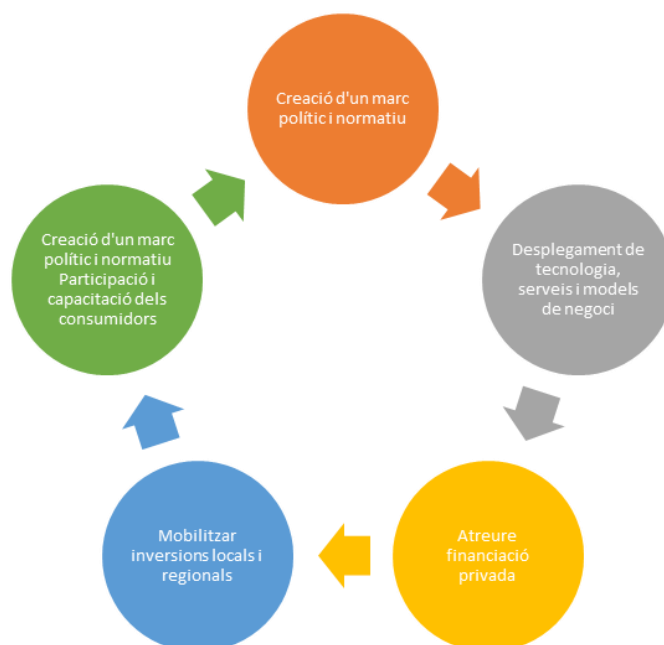 Creació d'un marc
polític i normatiu
Desplegament de
tecnologia,
serveis i models
de negoci
Atreure
financiació
privada
Mobilitzar
inversions locals i
regionals
Creació d'un marc
polític i normatiu
Participació i
capacitació dels
consumidors